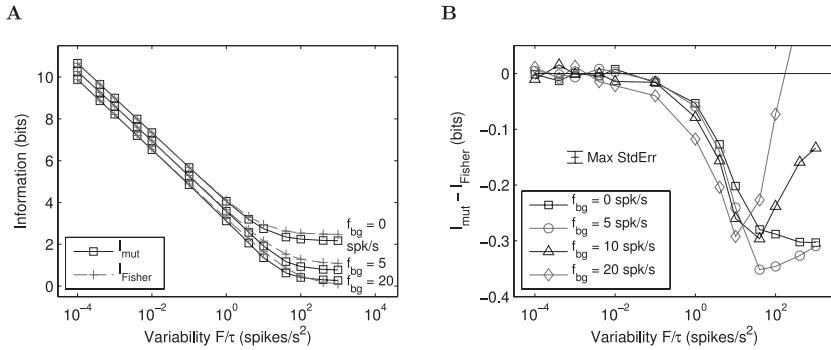 A
Information (bits)
10
8
6
4
2
0
I_mut
I_Fisher
f_bg = 0
spk/s
f_bg = 5
f_bg = 20
10^−4
10^−2
10^0
10^2
10^4
Variability F/τ (spikes/s^2)
B
I_mut − I_Fisher (bits)
0
−0.1
−0.2
−0.3
−0.4
Max StdErr
f_bg = 0 spk/s
f_bg = 5 spk/s
f_bg = 10 spk/s
f_bg = 20 spk/s
10^−4
10^−2
10^0
10^2
Variability F/τ (spikes/s^2)